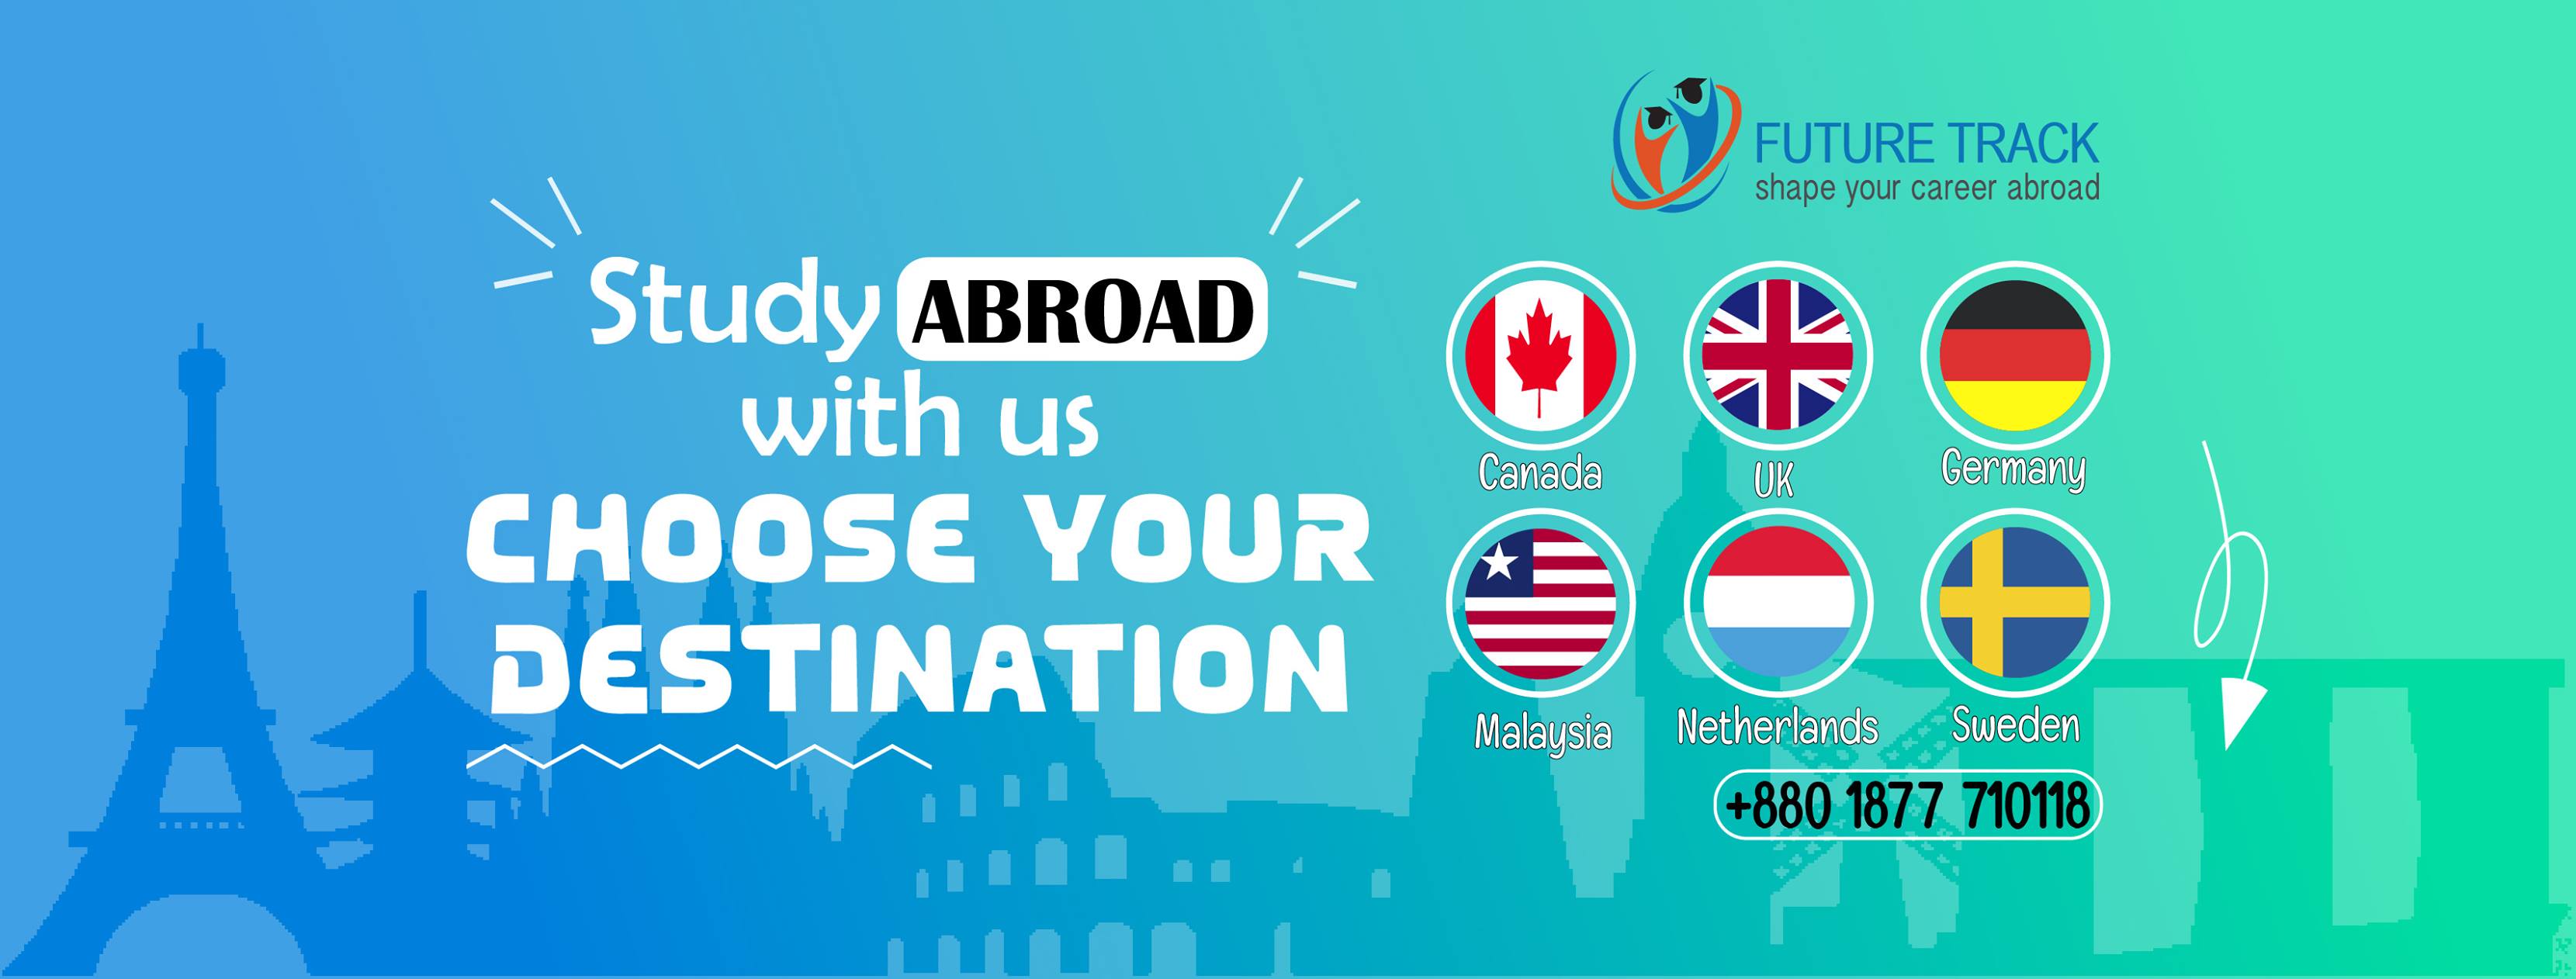 FUTURE TRACK
shape your career abroad
Study ABROAD
with us
CHOOSE YOUR
DESTINATION
Canada
UK
Germany
Malaysia
Netherlands
Sweden
+880 1877 710118